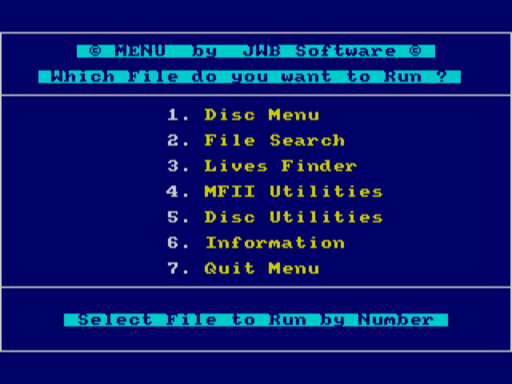 © MENU  by  JWB Software ©
Which File do you want to Run ?
1. Disc Menu
2. File Search
3. Lives Finder
4. MFII Utilities
5. Disc Utilities
6. Information
7. Quit Menu
Select File to Run by Number